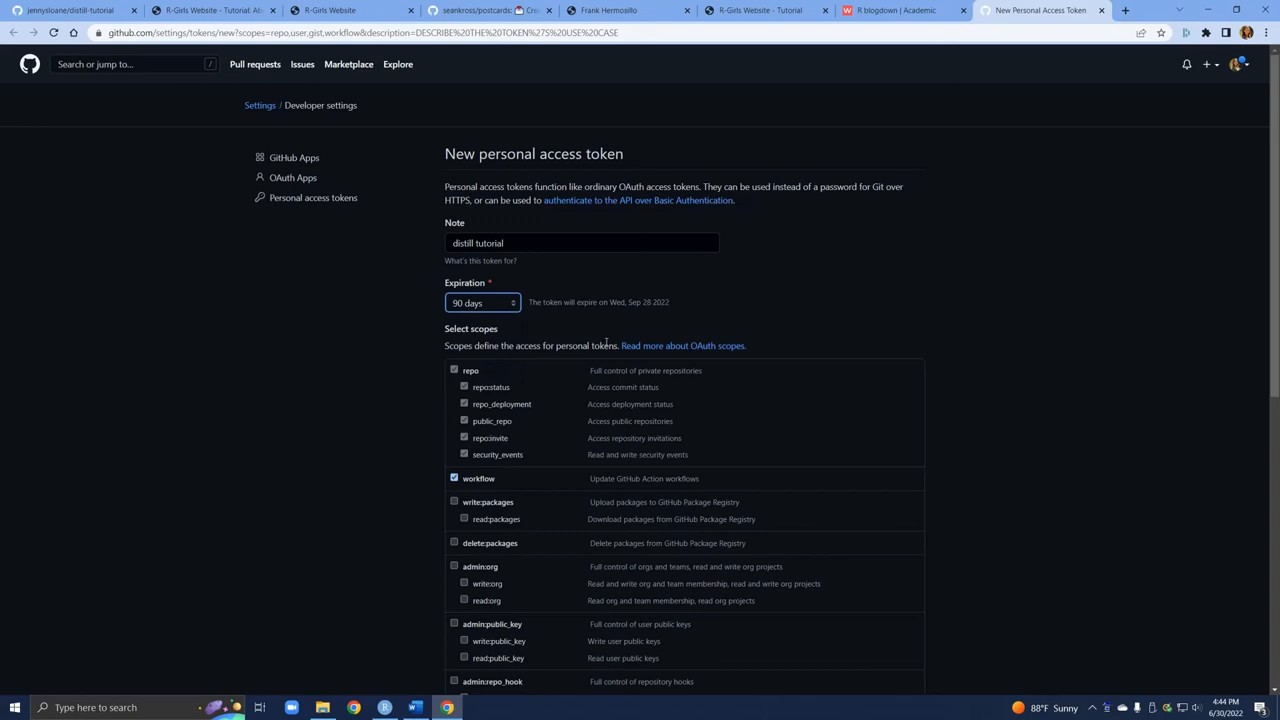 jennysloane/distill-tutorial
R-Girls Website - Tutorial: Abo
R-Girls Website
seankross/postcards: Cre
Frank Hermosillo
R-Girls Website - Tutorial
R blogdown | Academic
New Personal Access Token
github.com/settings/tokens/new?scopes=repo,user,gist,workflow&description=DESCRIBE%20THE%20TOKEN%27S%20USE%20CASE
Search or jump to...
/
Pull requests
Issues
Marketplace
Explore
Settings / Developer settings
GitHub Apps
OAuth Apps
Personal access tokens
New personal access token
Personal access tokens function like ordinary OAuth access tokens. They can be used instead of a password for Git over
HTTPS, or can be used to authenticate to the API over Basic Authentication.
Note
distill tutorial
What's this token for?
Expiration *
90 days
The token will expire on Wed, Sep 28 2022
Select scopes
Scopes define the access for personal tokens. Read more about OAuth scopes.
repo Full control of private repositories
repo:status Access commit status
repo_deployment Access deployment status
public_repo Access public repositories
repo:invite Access repository invitations
security_events Read and write security events
workflow Update GitHub Action workflows
write:packages Upload packages to GitHub Package Registry
read:packages Download packages from GitHub Package Registry
delete:packages Delete packages from GitHub Package Registry
admin:org Full control of orgs and teams, read and write org projects
write:org Read and write org and team membership, read and write org projects
read:org Read org and team membership, read org projects
admin:public_key Full control of user public keys
write:public_key Write user public keys
read:public_key Read user public keys
admin:repo_hook Full control of repository hooks
Type here to search
88°F Sunny
4:44 PM
6/30/2022
3